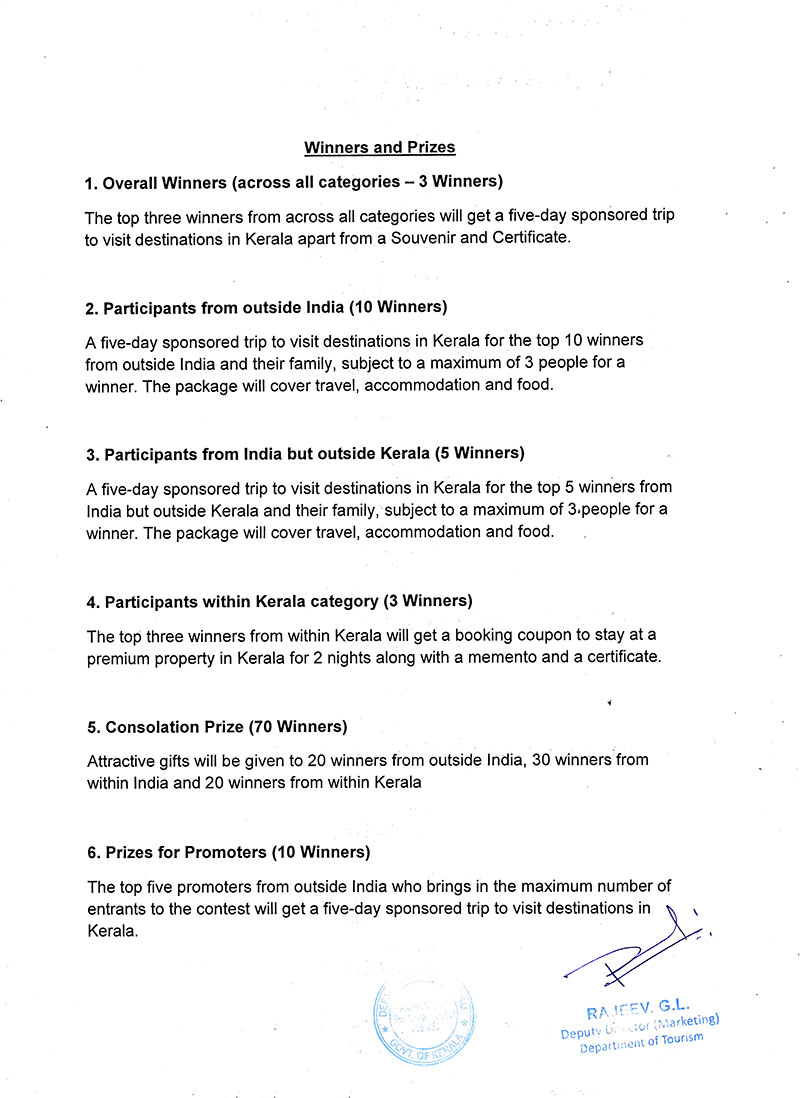 Winners and Prizes
1. Overall Winners (across all categories – 3 Winners)
The top three winners from across all categories will get a five-day sponsored trip
to visit destinations in Kerala apart from a Souvenir and Certificate.
2. Participants from outside India (10 Winners)
A five-day sponsored trip to visit destinations in Kerala for the top 10 winners
from outside India and their family, subject to a maximum of 3 people for a
winner. The package will cover travel, accommodation and food.
3. Participants from India but outside Kerala (5 Winners)
A five-day sponsored trip to visit destinations in Kerala for the top 5 winners from
India but outside Kerala and their family, subject to a maximum of 3 people for a
winner. The package will cover travel, accommodation and food.
4. Participants within Kerala category (3 Winners)
The top three winners from within Kerala will get a booking coupon to stay at a
premium property in Kerala for 2 nights along with a memento and a certificate.
5. Consolation Prize (70 Winners)
Attractive gifts will be given to 20 winners from outside India, 30 winners from
within India and 20 winners from within Kerala
6. Prizes for Promoters (10 Winners)
The top five promoters from outside India who brings in the maximum number of
entrants to the contest will get a five-day sponsored trip to visit destinations in
Kerala.
GOVT. OF KERALA
RAJEEV. G.L.
Deputy Director (Marketing)
Department of Tourism